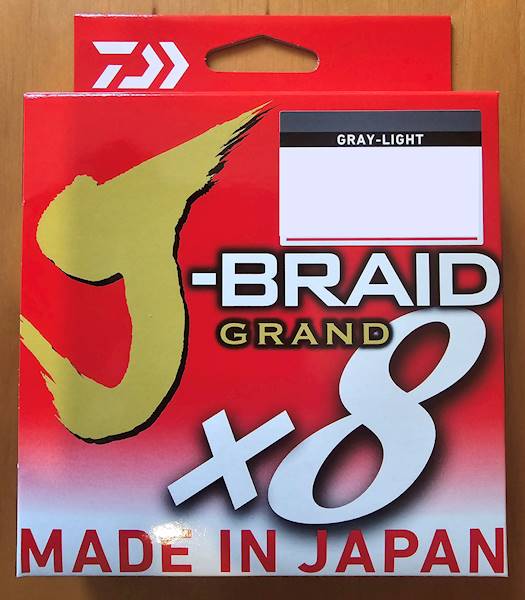 GRAY-LIGHT
J-BRAID
GRAND
x8
MADE IN JAPAN